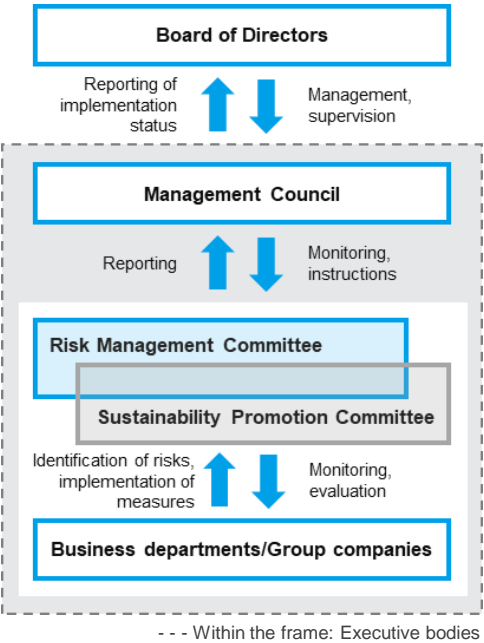 Board of Directors
Reporting of
implementation
status
Management,
supervision
Management Council
Reporting
Monitoring,
instructions
Risk Management Committee
Sustainability Promotion Committee
Identification of risks,
implementation of
measures
Monitoring,
evaluation
Business departments/Group companies
- - - Within the frame: Executive bodies